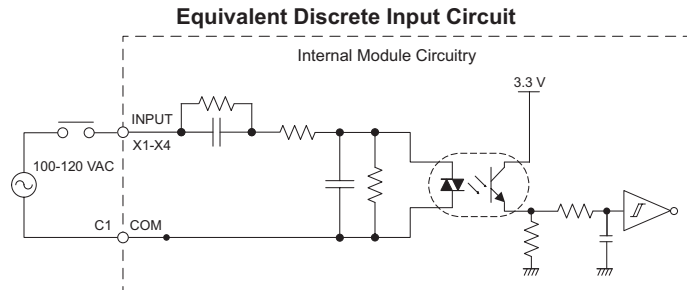 Equivalent Discrete Input Circuit
Internal Module Circuitry
3.3 V
INPUT
X1-X4
100-120 VAC
C1
COM